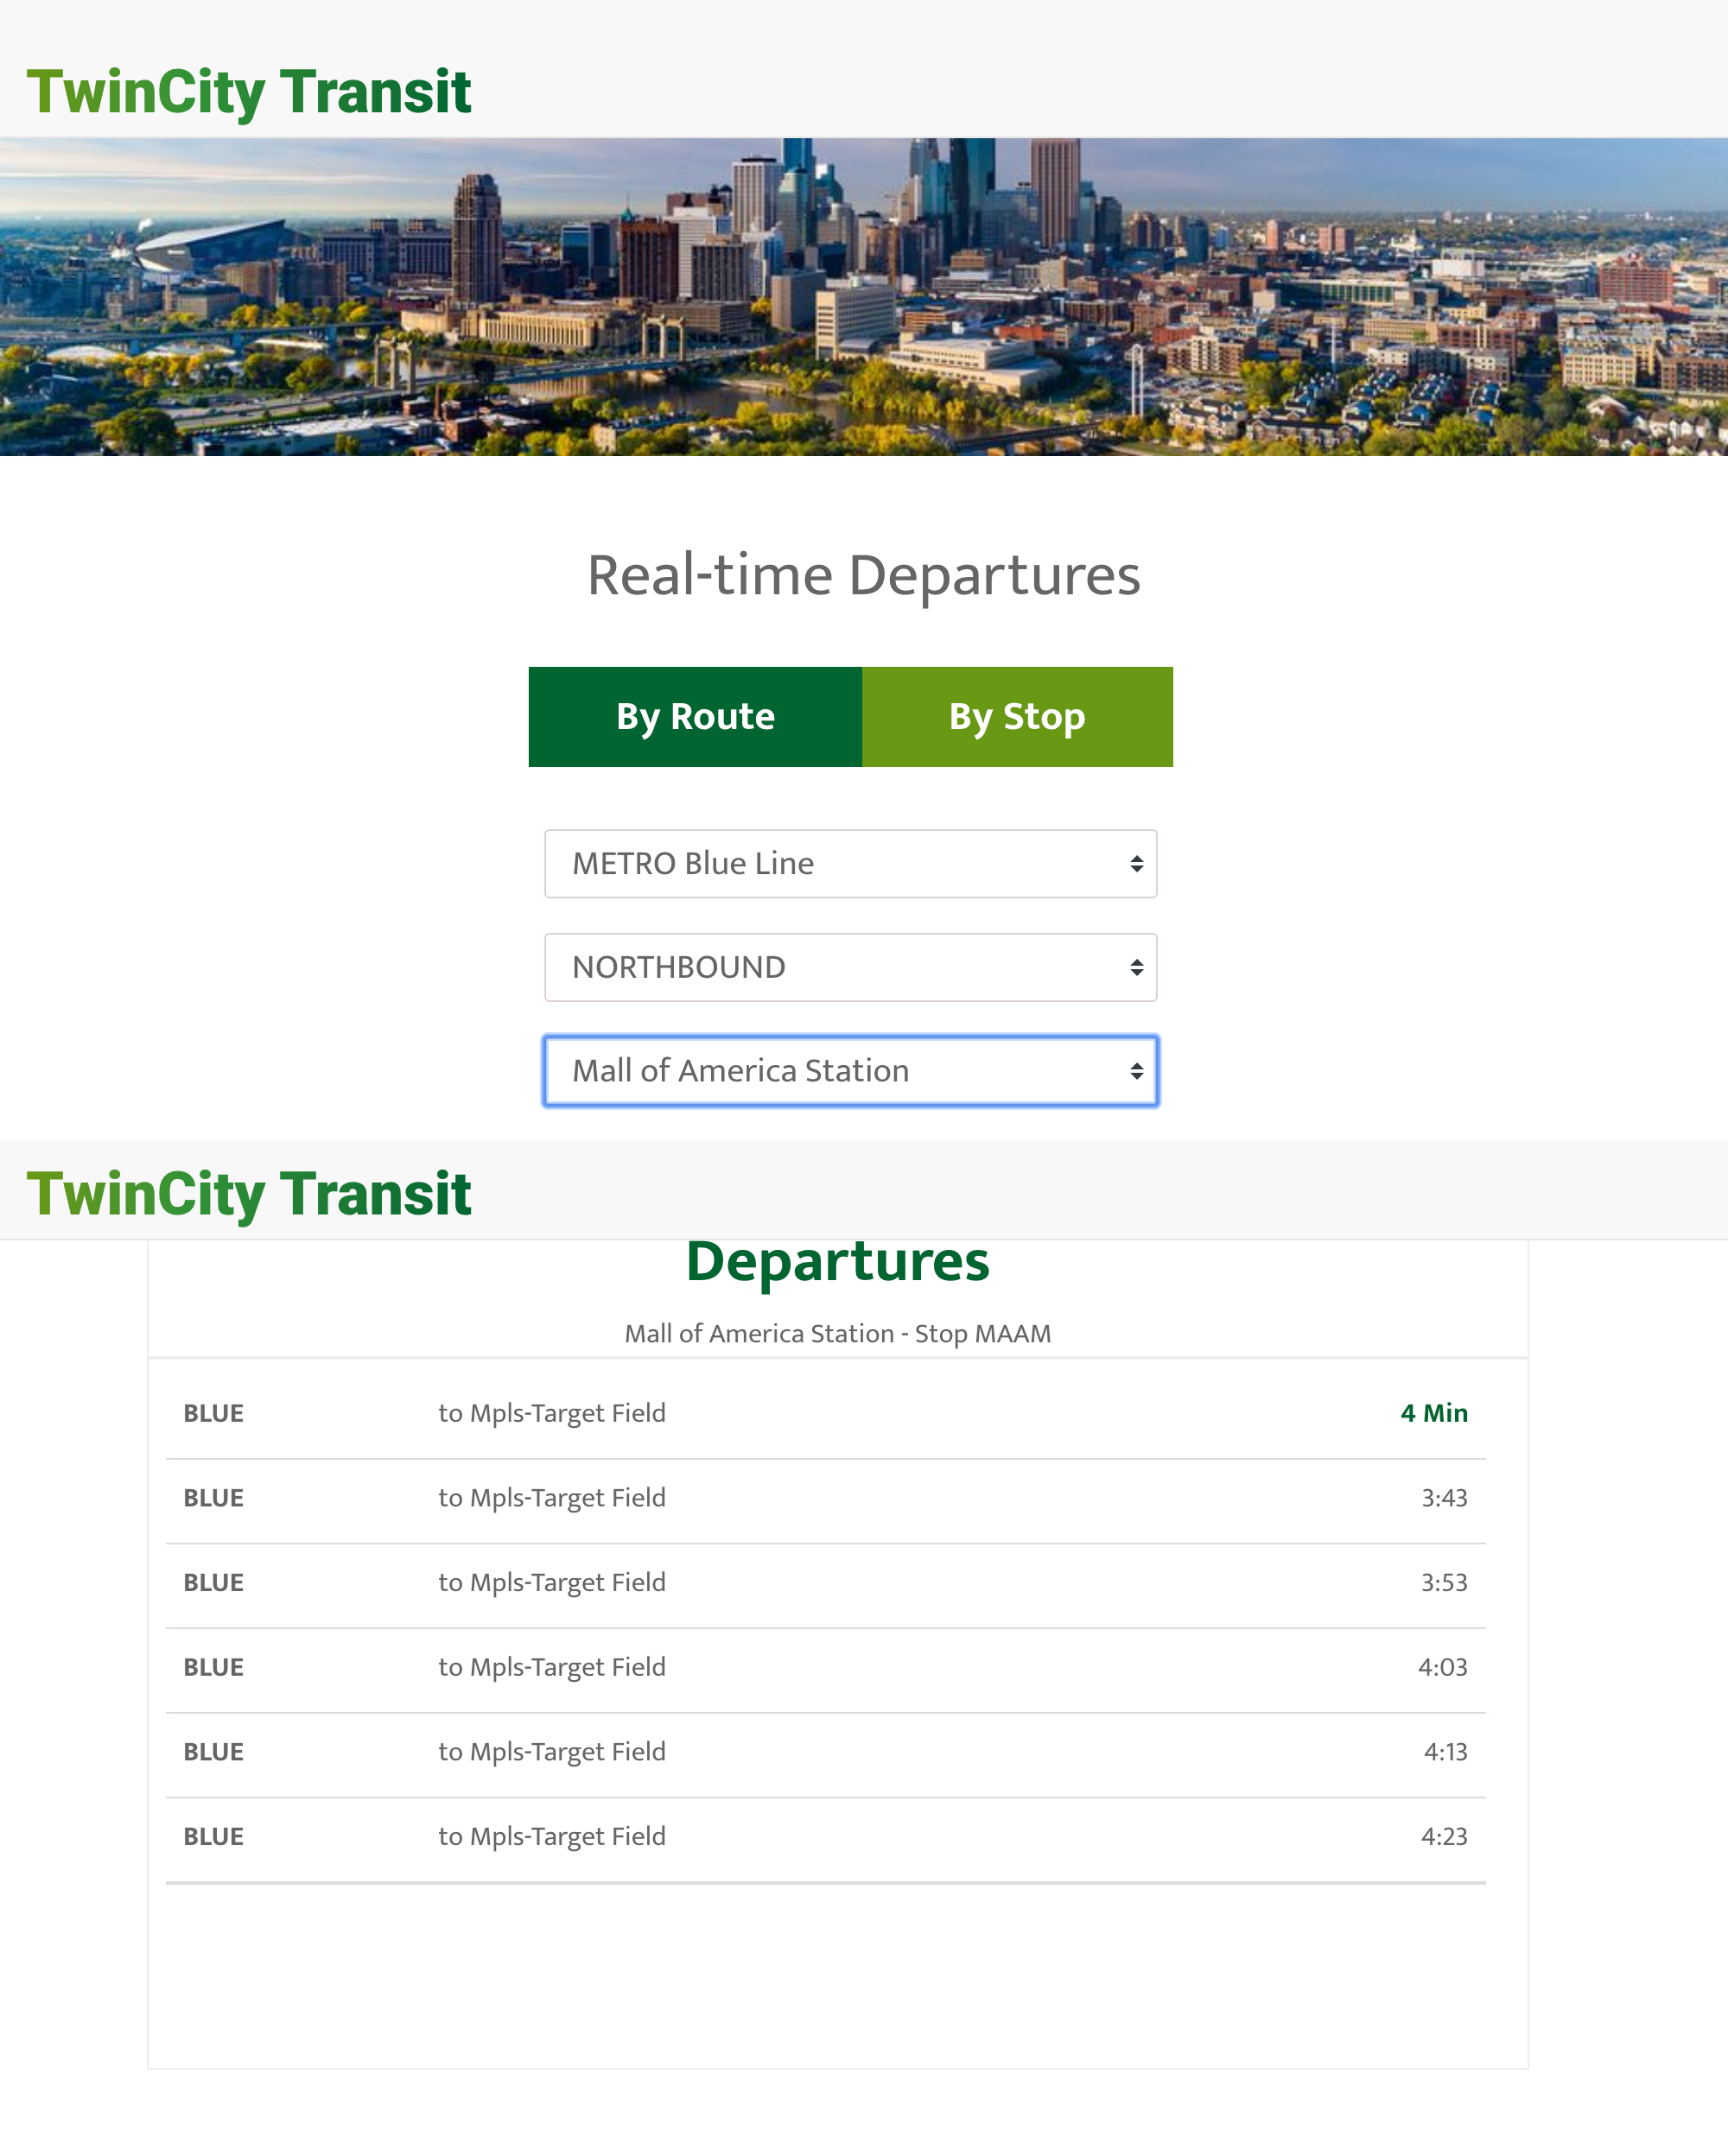 TwinCity Transit
Real-time Departures
By Route By Stop
METRO Blue Line
NORTHBOUND
Mall of America Station
TwinCity Transit
Departures
Mall of America Station - Stop MAAM
BLUE to Mpls-Target Field 4 Min
BLUE to Mpls-Target Field 3:43
BLUE to Mpls-Target Field 3:53
BLUE to Mpls-Target Field 4:03
BLUE to Mpls-Target Field 4:13
BLUE to Mpls-Target Field 4:23